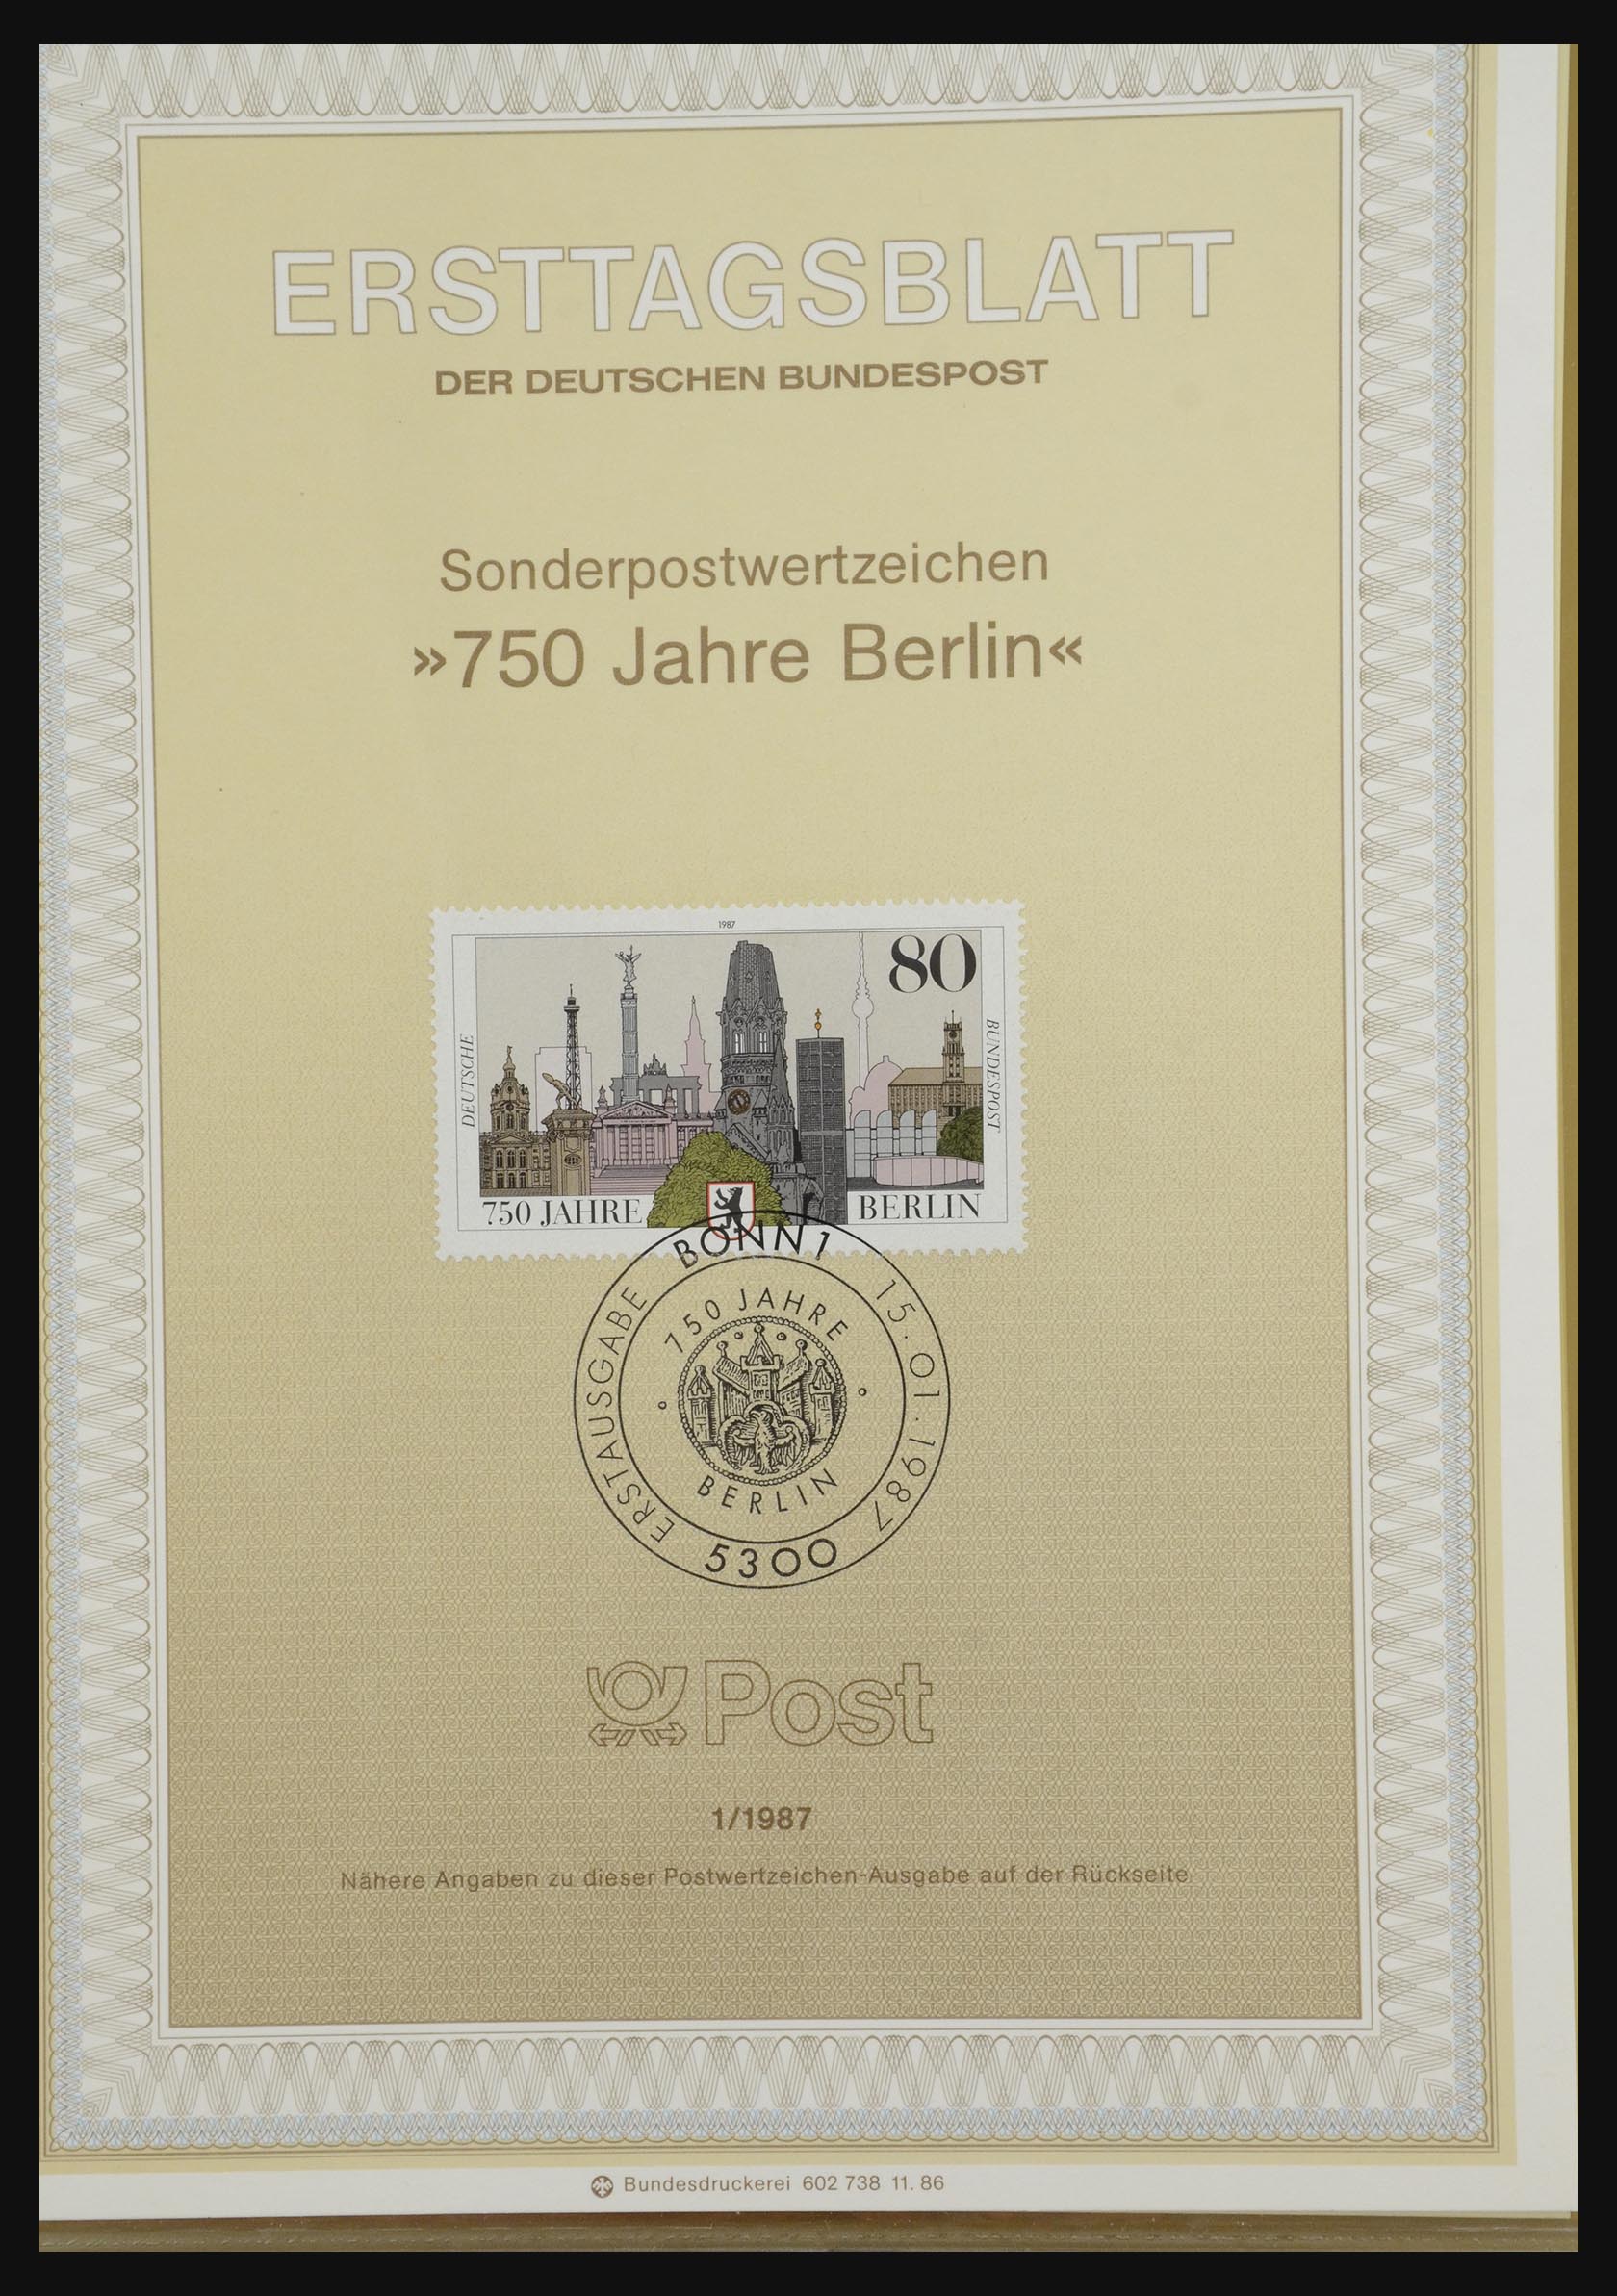 ERSTTAGSBLATT
DER DEUTSCHEN BUNDESPOST
Sonderpostwertzeichen
»750 Jahre Berlin«
1987
80
DEUTSCHE
BUNDESPOST
750 JAHRE
BERLIN
BONN 1
ERSTAUSGABE
15.01.1987
750 JAHRE
BERLIN
5300
Post
1/1987
Nähere Angaben zu dieser Postwertzeichen-Ausgabe auf der Rückseite
Bundesdruckerei 602 738 11. 86